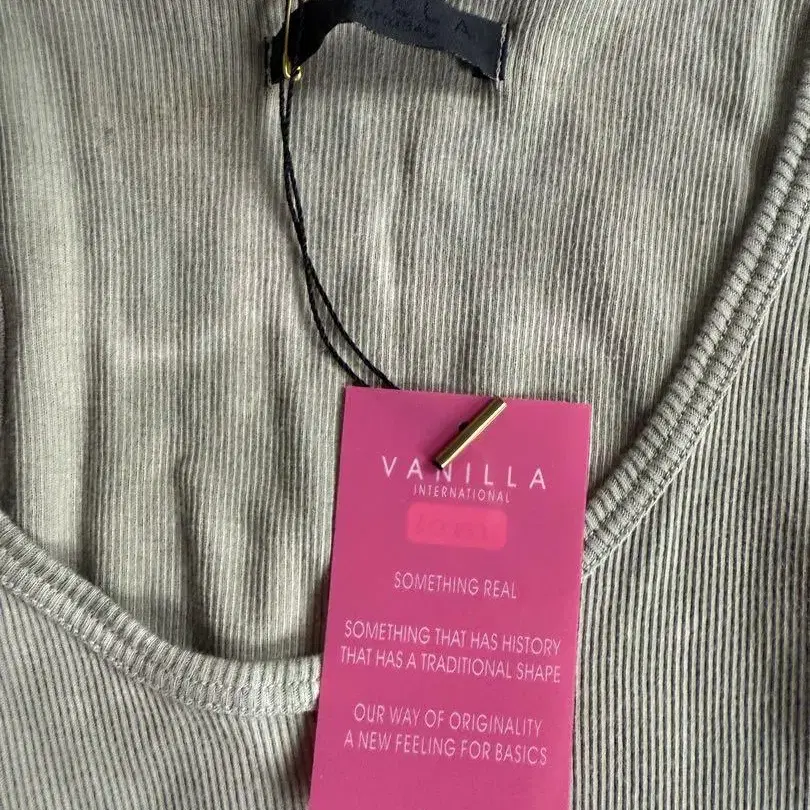 VANILLA
INTERNATIONAL
SOMETHING REAL
SOMETHING THAT HAS HISTORY
THAT HAS A TRADITIONAL SHAPE
OUR WAY OF ORIGINALITY
A NEW FEELING FOR BASICS